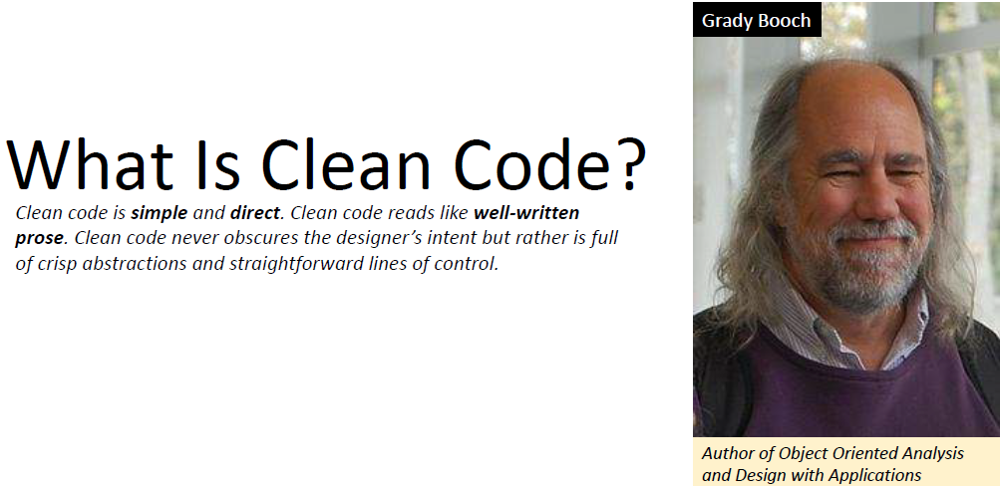 Grady Booch
What Is Clean Code?
Clean code is simple and direct. Clean code reads like well-written
prose. Clean code never obscures the designer’s intent but rather is full
of crisp abstractions and straightforward lines of control.
Author of Object Oriented Analysis
and Design with Applications